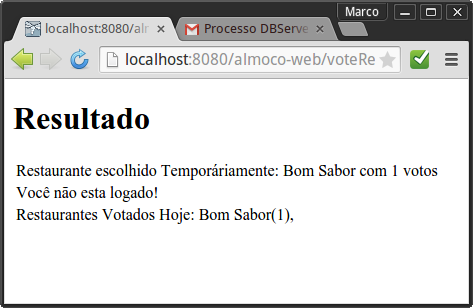 Marco
localhost:8080/alm
Processo DBServe
localhost:8080/almoco-web/voteRe
Resultado
Restaurante escolhido Temporáriamente: Bom Sabor com 1 votos
Você não esta logado!
Restaurantes Votados Hoje: Bom Sabor(1),